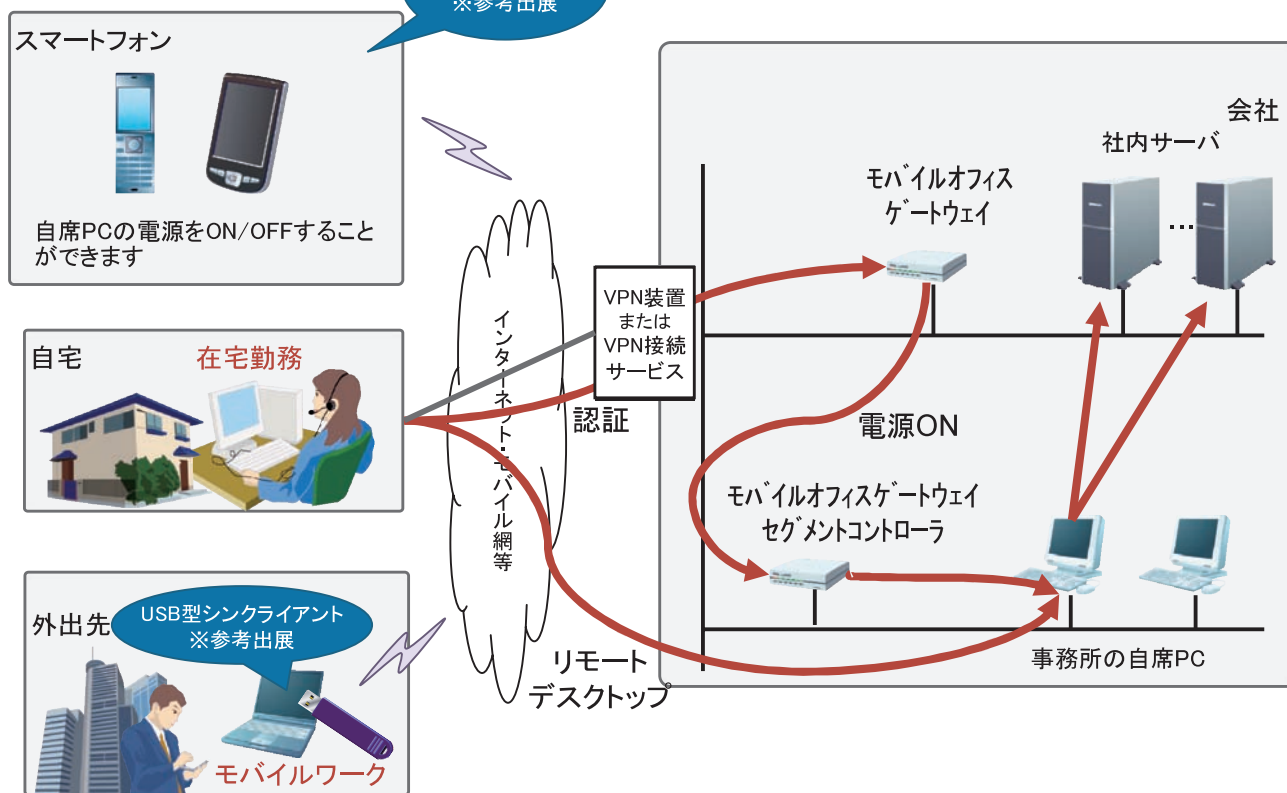 ※参考出展
スマートフォン
自席PCの電源をON/OFFすること
ができます
自宅
在宅勤務
外出先
USB型シンクライアント
※参考出展
モバイルワーク
インターネット・モバイル網等
認証
リモート
デスクトップ
VPN装置
または
VPN接続
サービス
会社
社内サーバ
…
モバイルオフィス
ゲートウェイ
電源ON
モバイルオフィスゲートウェイ
セグメントコントローラ
事務所の自席PC